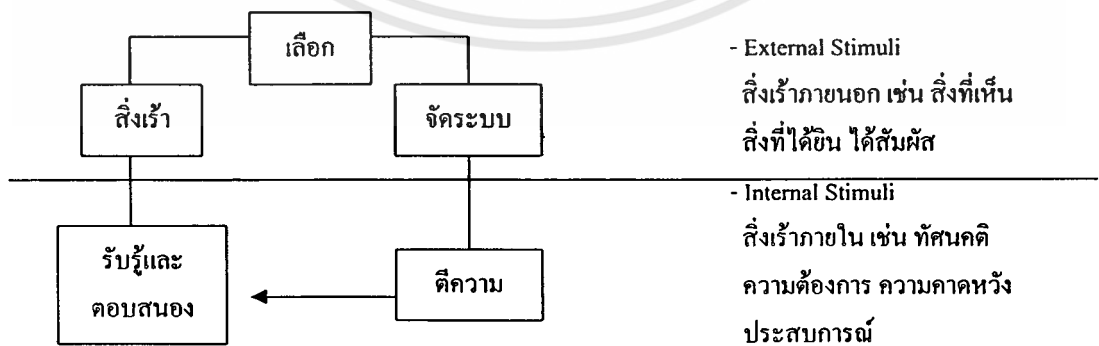 เลือก
สิ่งเร้า
จัดระบบ
รับรู้และ
ตอบสนอง
ตีความ
- External Stimuli
สิ่งเร้าภายนอก เช่น สิ่งที่เห็น
สิ่งที่ได้ยิน ได้สัมผัส
- Internal Stimuli
สิ่งเร้าภายใน เช่น ทัศนคติ
ความต้องการ ความคาดหวัง
ประสบการณ์